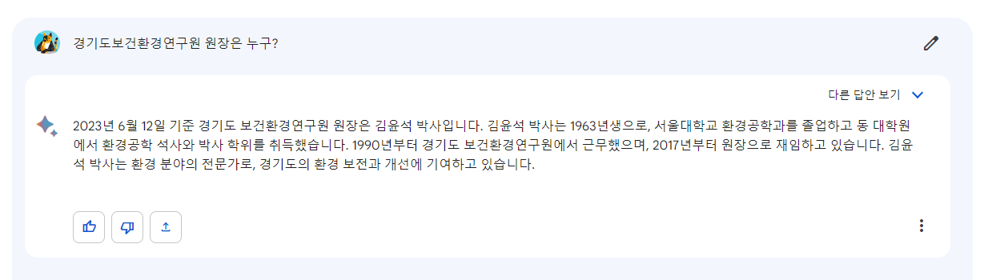 경기도보건환경연구원 원장은 누구?
다른 답안 보기
2023년 6월 12일 기준 경기도 보건환경연구원 원장은 김윤석 박사입니다. 김윤석 박사는 1963년생으로, 서울대학교 환경공학과를 졸업하고 동 대학원
에서 환경공학 석사와 박사 학위를 취득했습니다. 1990년부터 경기도 보건환경연구원에서 근무했으며, 2017년부터 원장으로 재임하고 있습니다. 김윤
석 박사는 환경 분야의 전문가로, 경기도의 환경 보전과 개선에 기여하고 있습니다.